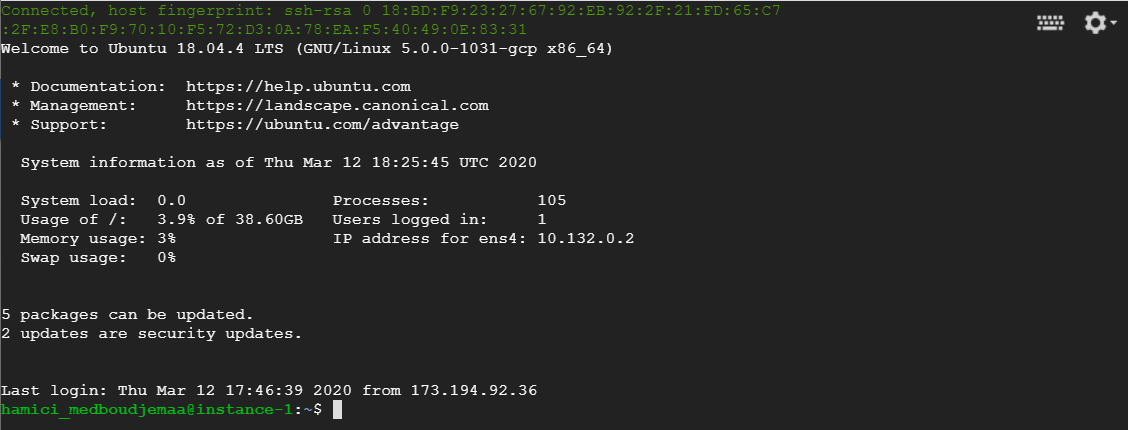 Connected, host fingerprint: ssh-rsa 0 18:BD:F9:23:27:67:92:EB:92:2F:21:FD:65:C7
:2F:E8:B0:F9:70:10:F5:72:D3:0A:78:EA:F5:40:49:0E:83:31
Welcome to Ubuntu 18.04.4 LTS (GNU/Linux 5.0.0-1031-gcp x86_64)
* Documentation:  https://help.ubuntu.com
* Management:     https://landscape.canonical.com
* Support:        https://ubuntu.com/advantage
System information as of Thu Mar 12 18:25:45 UTC 2020
System load:  0.0               Processes:           105
Usage of /:   3.9% of 38.60GB   Users logged in:     1
Memory usage: 3%                IP address for ens4: 10.132.0.2
Swap usage:   0%
5 packages can be updated.
2 updates are security updates.
Last login: Thu Mar 12 17:46:39 2020 from 173.194.92.36
hamici_medboudjemaa@instance-1:~$